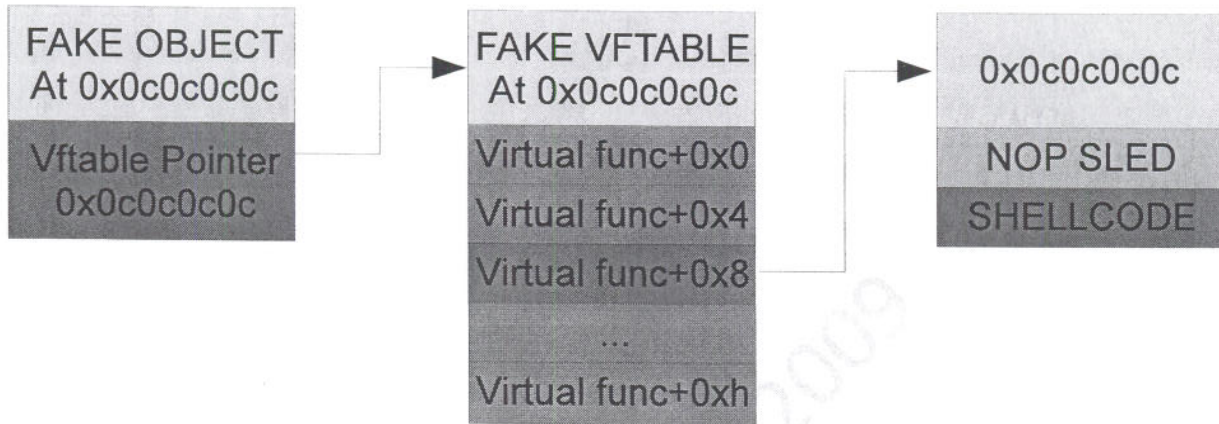 FAKE OBJECT
At 0x0c0c0c0c
Vftable Pointer
0x0c0c0c0c
FAKE VFTABLE
At 0x0c0c0c0c
Virtual func+0x0
Virtual func+0x4
Virtual func+0x8
...
Virtual func+0xh
0x0c0c0c0c
NOP SLED
SHELLCODE
2009